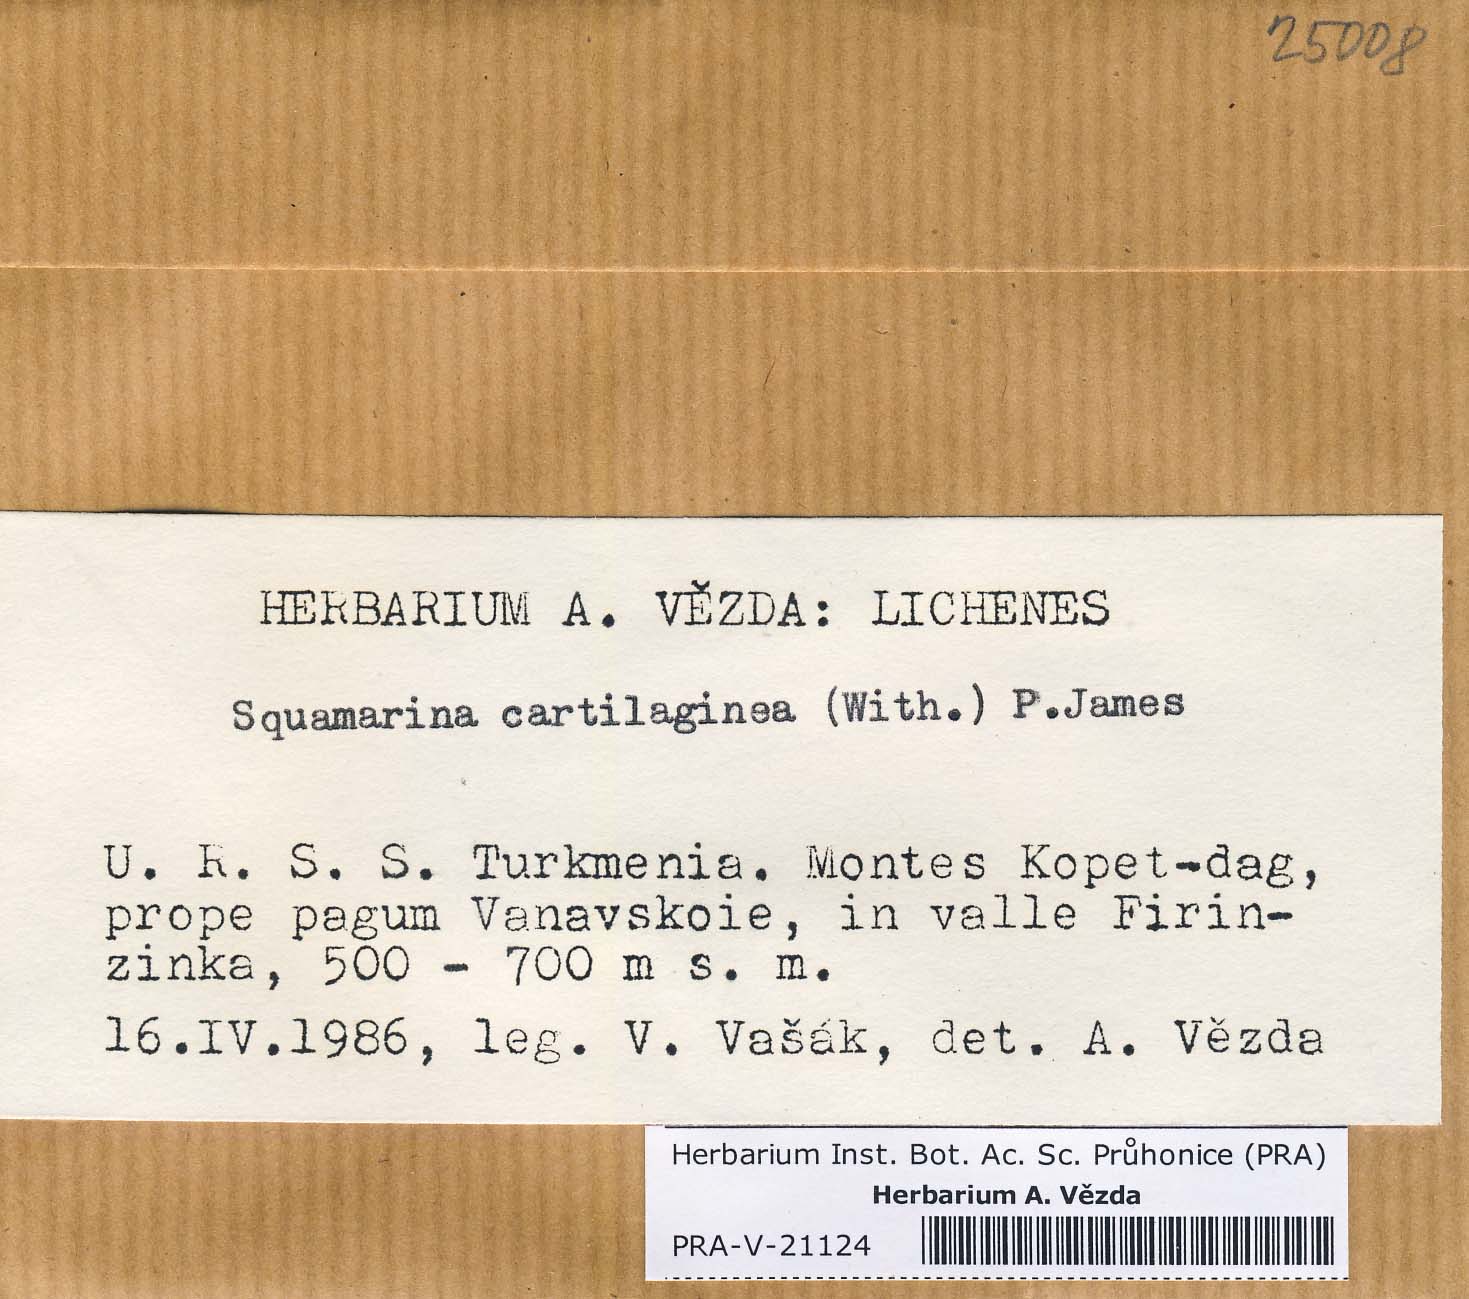 25008
HERBARIUM A. VĚZDA: LICHENES
Squamarina cartilaginea (With.) P.James
U. R. S. S. Turkmenia. Montes Kopet-dag,
prope pagum Vanavskoie, in valle Firin-
zinka, 500 - 700 m s. m.
16.IV.1986, leg. V. Vašák, det. A. Vězda
Herbarium Inst. Bot. Ac. Sc. Průhonice (PRA)
Herbarium A. Vězda
PRA-V-21124